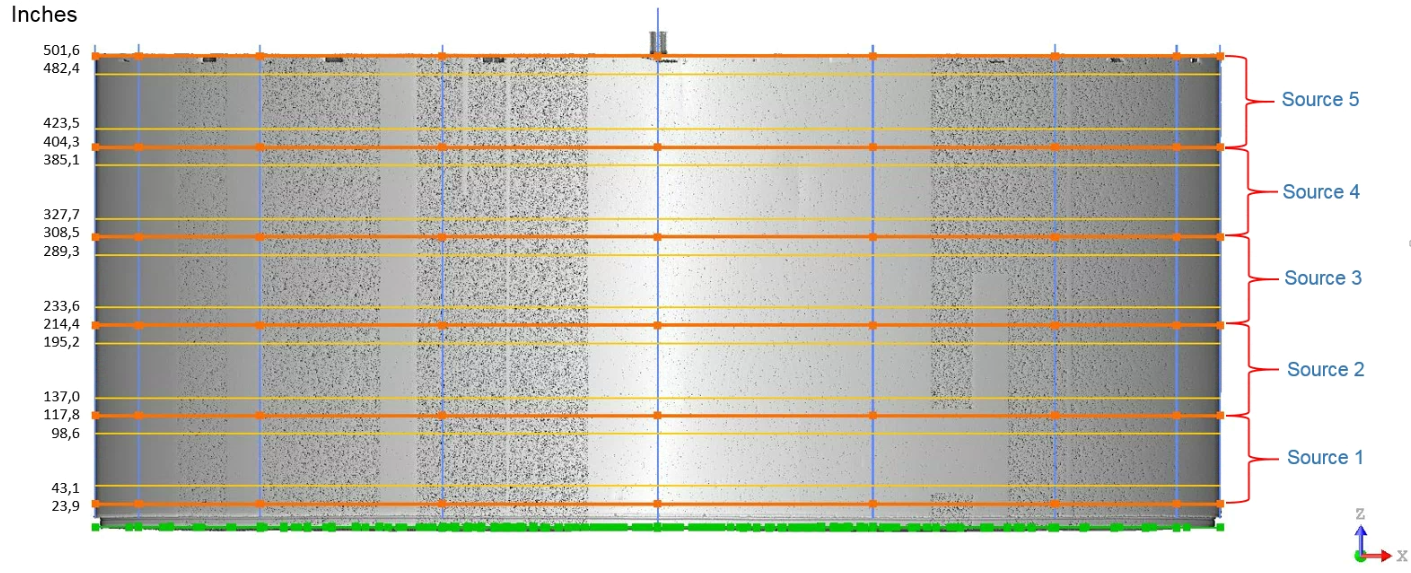 Inches
501,6
482,4
Source 5
423,5
404,3
385,1
Source 4
327,7
308,5
289,3
Source 3
233,6
214,4
195,2
Source 2
137,0
117,8
98,6
Source 1
43,1
23,9
Z
X